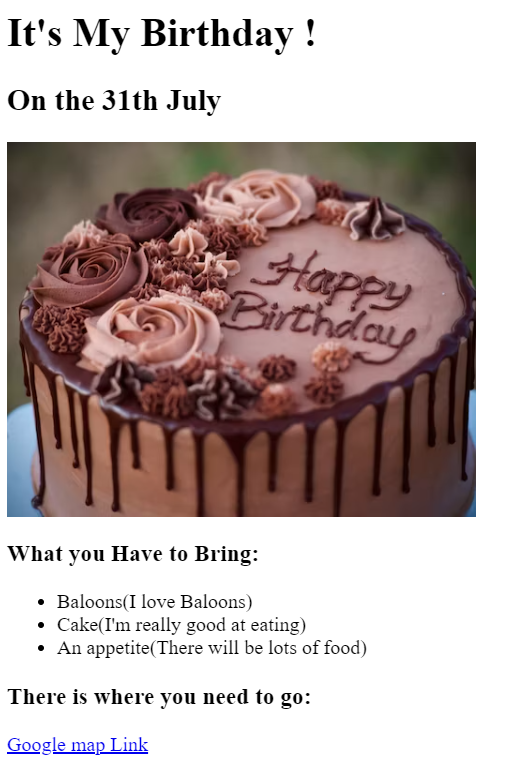 It's My Birthday !
On the 31th July
Happy
Birthday
What you Have to Bring:
Baloons(I love Baloons)
Cake(I'm really good at eating)
An appetite(There will be lots of food)
There is where you need to go:
Google map Link